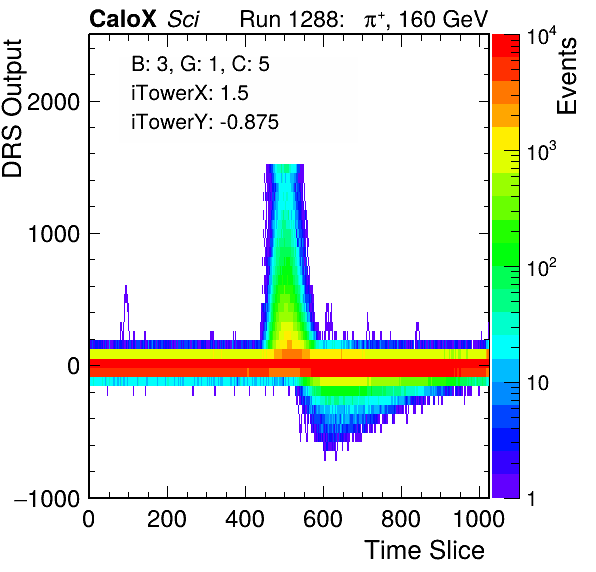 CaloX Sci Run 1288: π⁺, 160 GeV
B: 3, G: 1, C: 5
iTowerX: 1.5
iTowerY: -0.875
DRS Output
2000
1000
0
−1000
0 200 400 600 800 1000
Time Slice
Events
10⁴
10³
10²
10
1